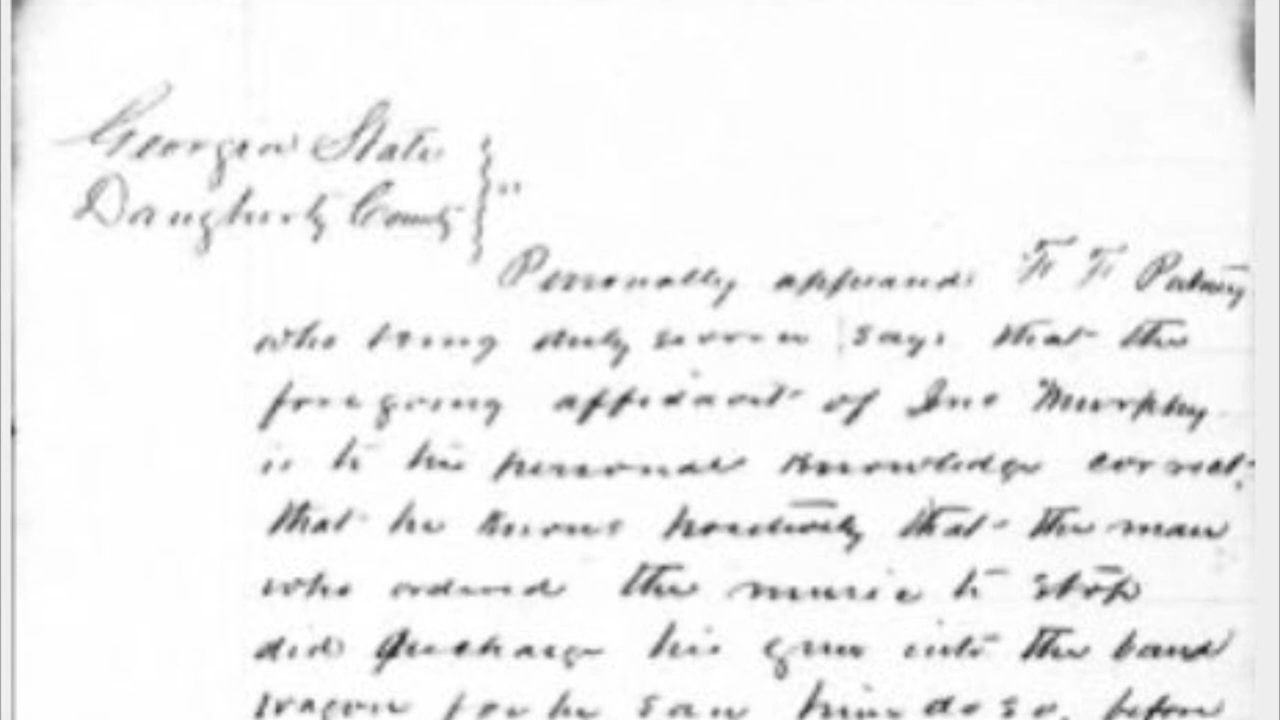 Georgia State
Daugherty County } "
Personally appeared F F Putney
who being duly sworn says that the
foregoing affidavit of Jno Murphy
is to his personal knowledge correct,
that he knows positively that the man
who ordered the music to stop
did discharge his gun into the band
wagon for he saw him do so, before